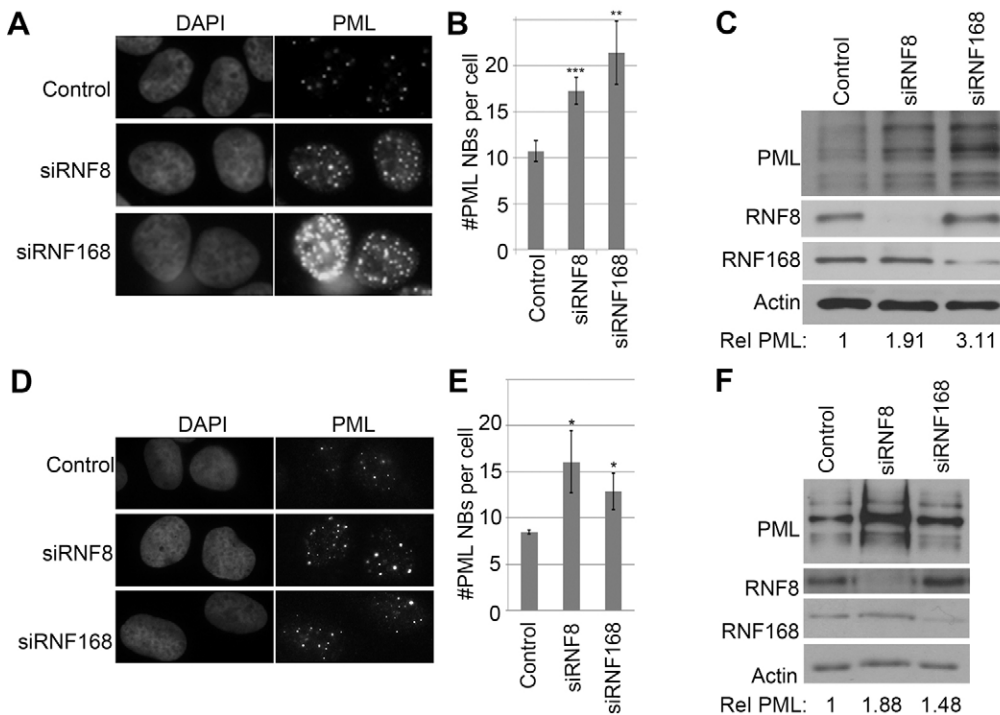 A
DAPI PML
Control
siRNF8
siRNF168
B
#PML NBs per cell
20
15
10
5
0
***
**
Control
siRNF8
siRNF168
C
Control
siRNF8
siRNF168
PML
RNF8
RNF168
Actin
Rel PML: 1 1.91 3.11
D
DAPI PML
Control
siRNF8
siRNF168
E
#PML NBs per cell
20
15
10
5
0
*
*
Control
siRNF8
siRNF168
F
Control
siRNF8
siRNF168
PML
RNF8
RNF168
Actin
Rel PML: 1 1.88 1.48